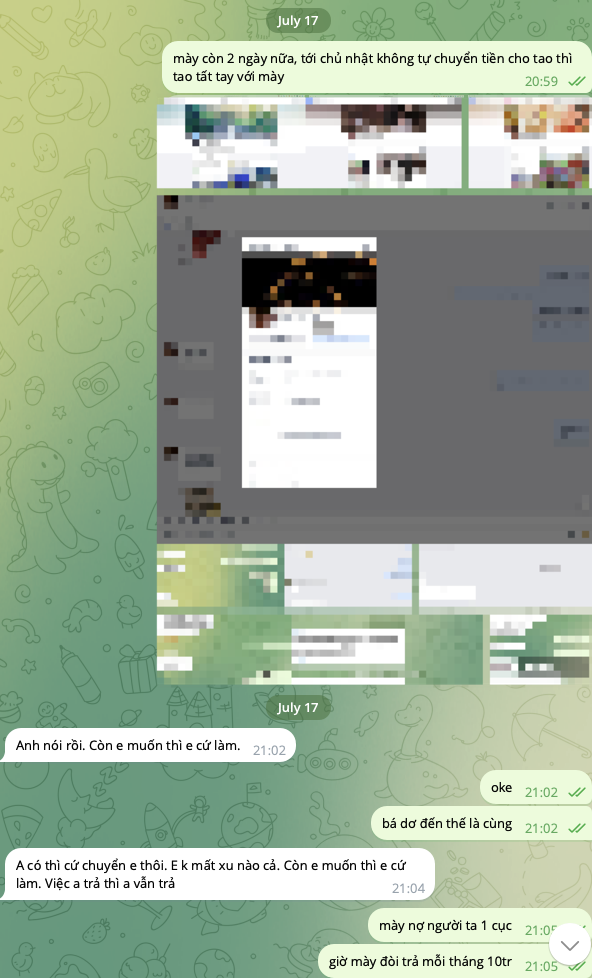 July 17
mày còn 2 ngày nữa, tới chủ nhật không tự chuyển tiền cho tao thì
tao tất tay với mày
20:59
July 17
Anh nói rồi. Còn e muốn thì e cứ làm. 21:02
oke 21:02
bá dơ đến thế là cùng 21:02
A có thì cứ chuyển e thôi. E k mất xu nào cả. Còn e muốn thì e cứ
làm. Việc a trả thì a vẫn trả
21:04
mày nợ người ta 1 cục 21:05
giờ mày đòi trả mỗi tháng 10tr 21:05